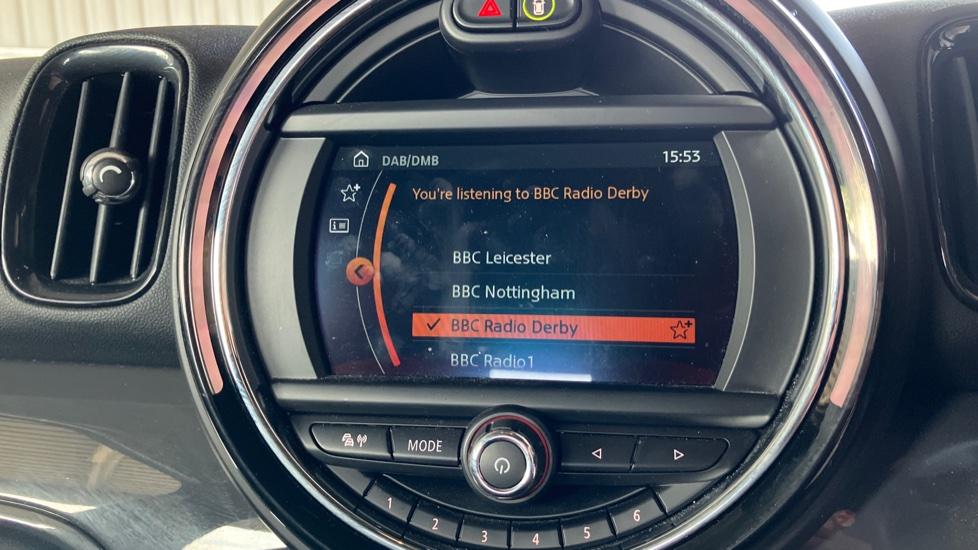 DAB/DMB 15:53
You're listening to BBC Radio Derby
BBC Leicester
BBC Nottingham
BBC Radio Derby
BBC Radio1
MODE
1 2 3 4 5 6